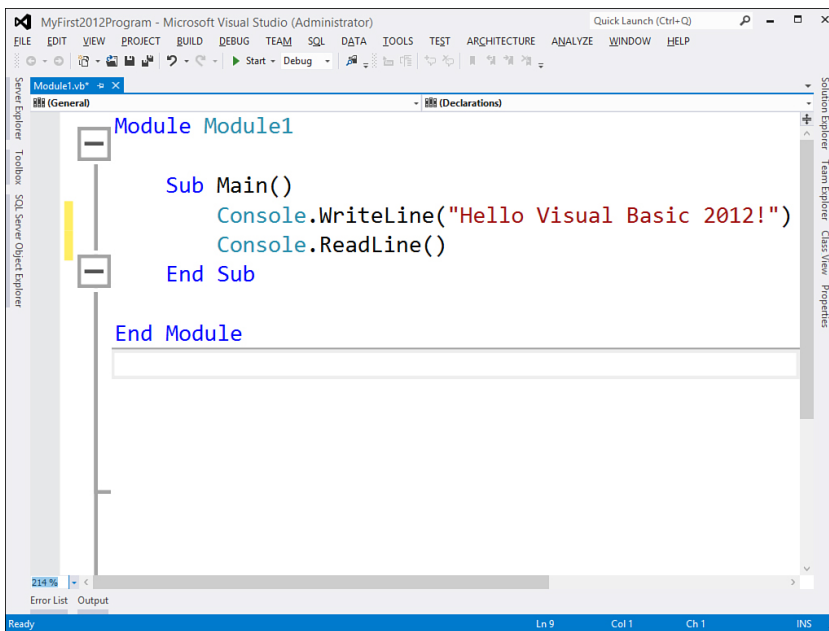 MyFirst2012Program - Microsoft Visual Studio (Administrator)
Quick Launch (Ctrl+Q)
FILE EDIT VIEW PROJECT BUILD DEBUG TEAM SQL DATA TOOLS TEST ARCHITECTURE ANALYZE WINDOW HELP
Start Debug
Module1.vb*
(General) (Declarations)
Server Explorer
Toolbox
SQL Server Object Explorer
Module Module1
Sub Main()
Console.WriteLine("Hello Visual Basic 2012!")
Console.ReadLine()
End Sub
End Module
Solution Explorer
Team Explorer
Class View
Properties
214 %
Error List Output
Ready Ln 9 Col 1 Ch 1 INS